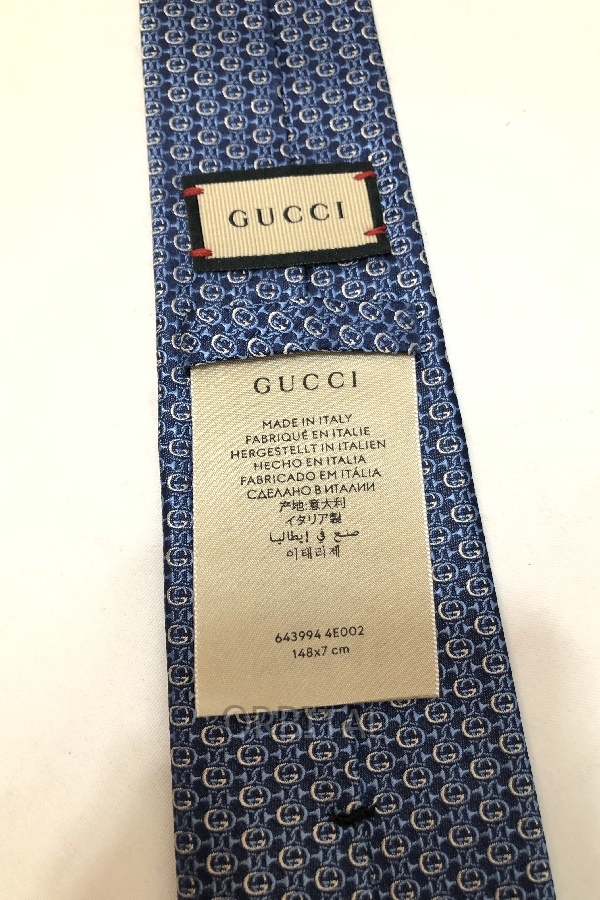 GUCCI
GUCCI
MADE IN ITALY
FABRIQUÉ EN ITALIE
HERGESTELLT IN ITALIEN
HECHO EN ITALIA
FABRICADO EM ITÁLIA
СДЕЛАНО В ИТАЛИИ
产地:意大利
イタリア製
صنع في إيطاليا
이태리제
643994 4E002
148x7 cm